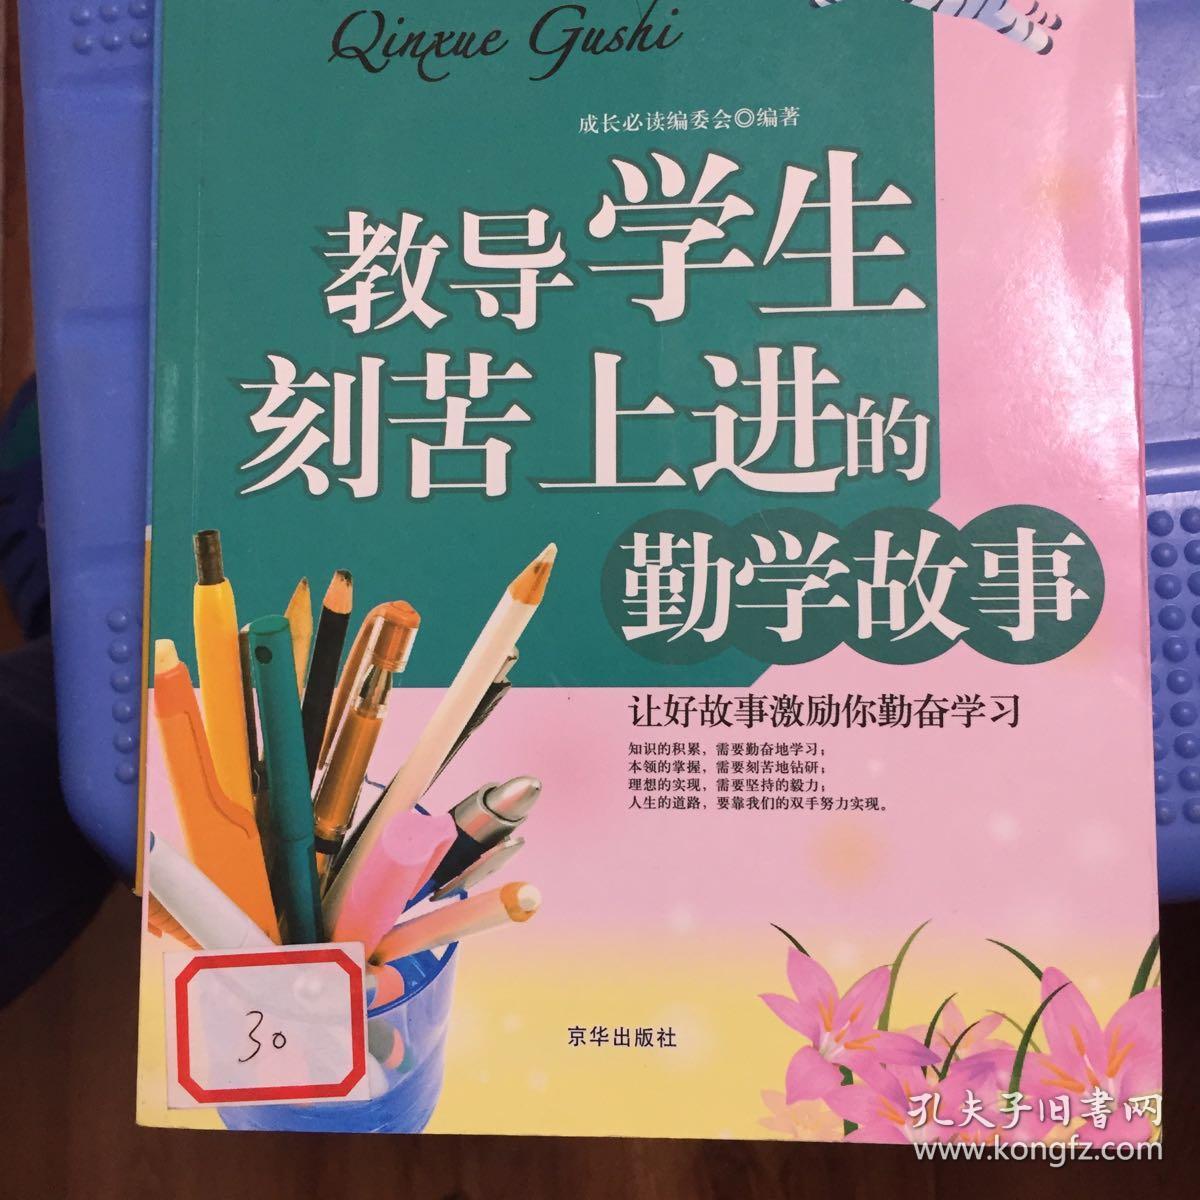 Qinxue Gushi
成长必读编委会◎编著
教导学生
刻苦上进的
勤学故事
让好故事激励你勤奋学习
知识的积累，需要勤奋地学习；
本领的掌握，需要刻苦地钻研；
理想的实现，需要坚持的毅力；
人生的道路，要靠我们的双手努力实现。
30
京华出版社
孔夫子旧书网
www.kongfz.com